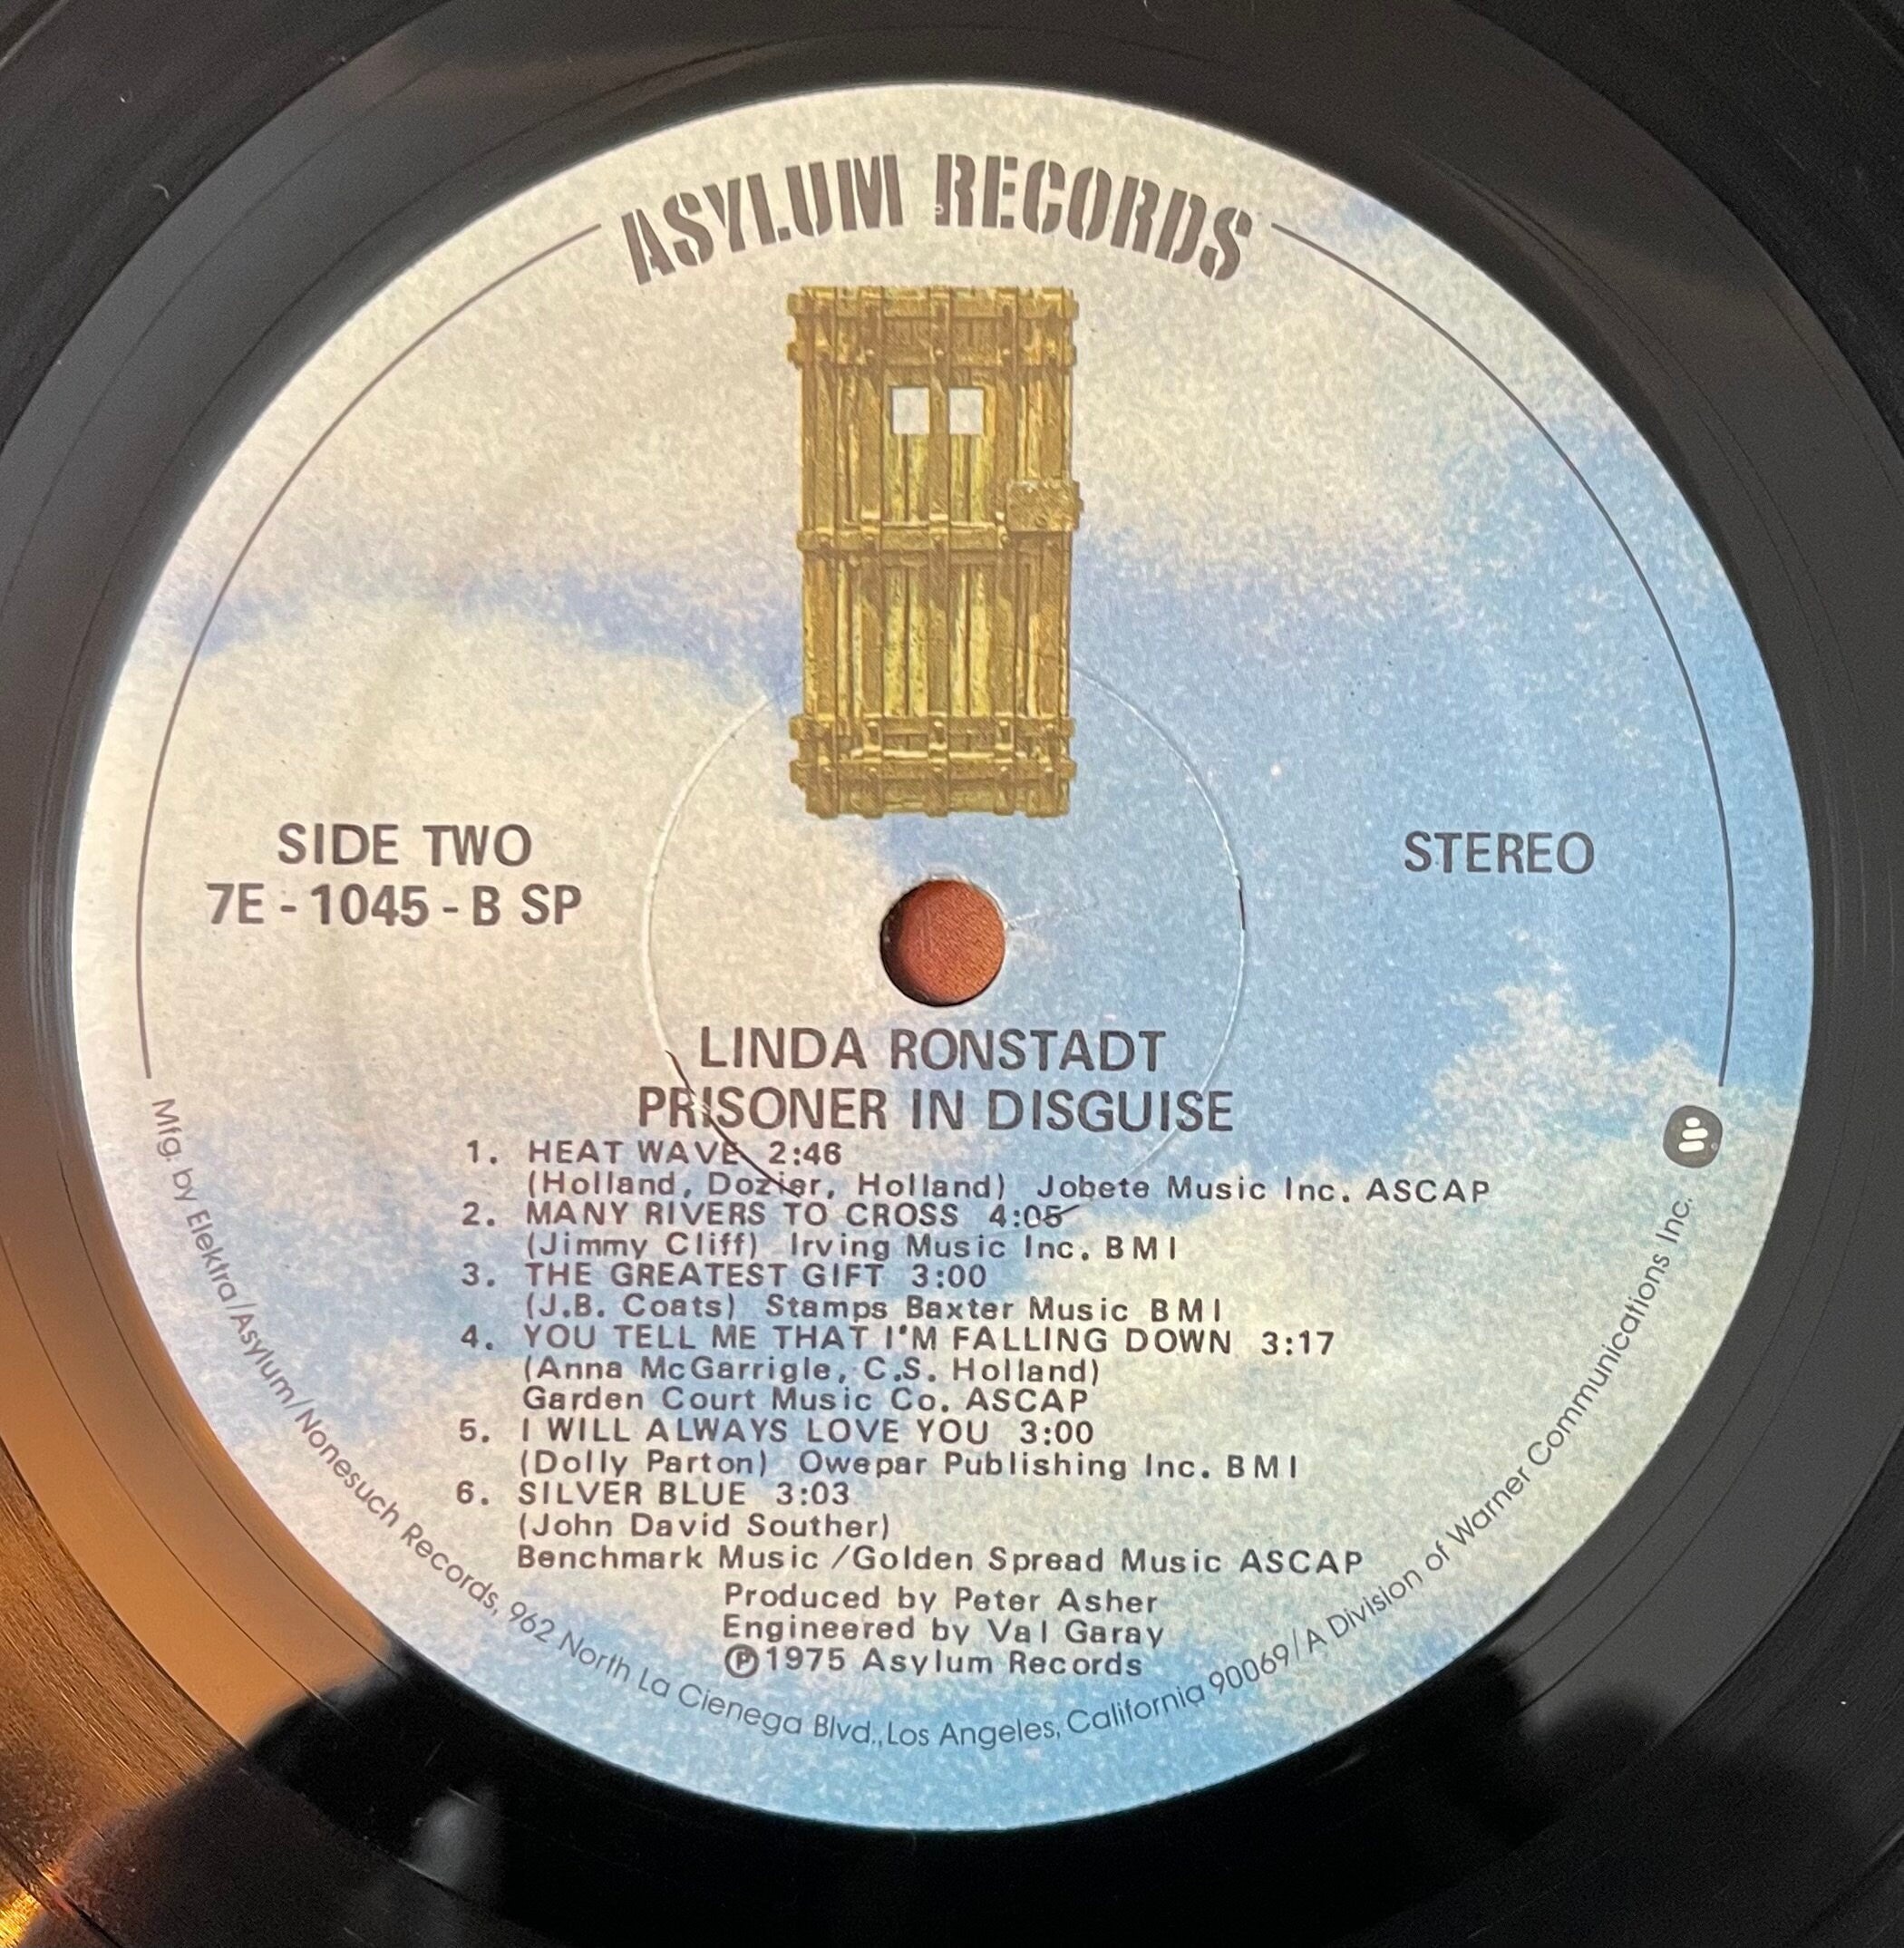 ASYLUM RECORDS
SIDE TWO
7E - 1045 - B SP
STEREO
LINDA RONSTADT
PRISONER IN DISGUISE
1. HEAT WAVE 2:46
(Holland, Dozier, Holland) Jobete Music Inc. ASCAP
2. MANY RIVERS TO CROSS 4:05
(Jimmy Cliff) Irving Music Inc. BMI
3. THE GREATEST GIFT 3:00
(J.B. Coats) Stamps Baxter Music BMI
4. YOU TELL ME THAT I'M FALLING DOWN 3:17
(Anna McGarrigle, C.S. Holland)
Garden Court Music Co. ASCAP
5. I WILL ALWAYS LOVE YOU 3:00
(Dolly Parton) Owepar Publishing Inc. BMI
6. SILVER BLUE 3:03
(John David Souther)
Benchmark Music /Golden Spread Music ASCAP
Produced by Peter Asher
Engineered by Val Garay
Ⓟ1975 Asylum Records
Mfg. by Elektra/Asylum/Nonesuch Records, 962 North La Cienega Blvd., Los Angeles, California 90069/A Division of Warner Communications Inc.